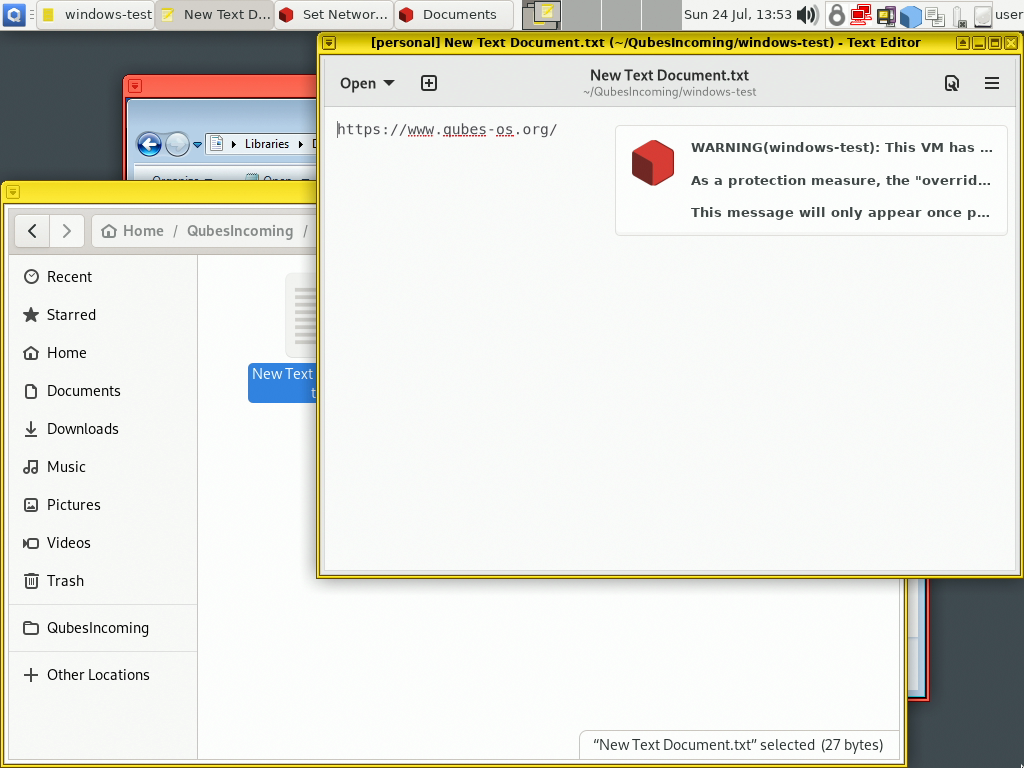 windows-test
New Text D...
Set Networ...
Documents
Sun 24 Jul, 13:53
user
[personal] New Text Document.txt (~/QubesIncoming/windows-test) - Text Editor
Open
New Text Document.txt
~/QubesIncoming/windows-test
https://www.qubes-os.org/
WARNING(windows-test): This VM has ...
As a protection measure, the "overrid...
This message will only appear once p...
Libraries
Organize
Open
Home / QubesIncoming /
Recent
Starred
Home
Documents
Downloads
Music
Pictures
Videos
Trash
QubesIncoming
Other Locations
New Text
t
“New Text Document.txt” selected (27 bytes)